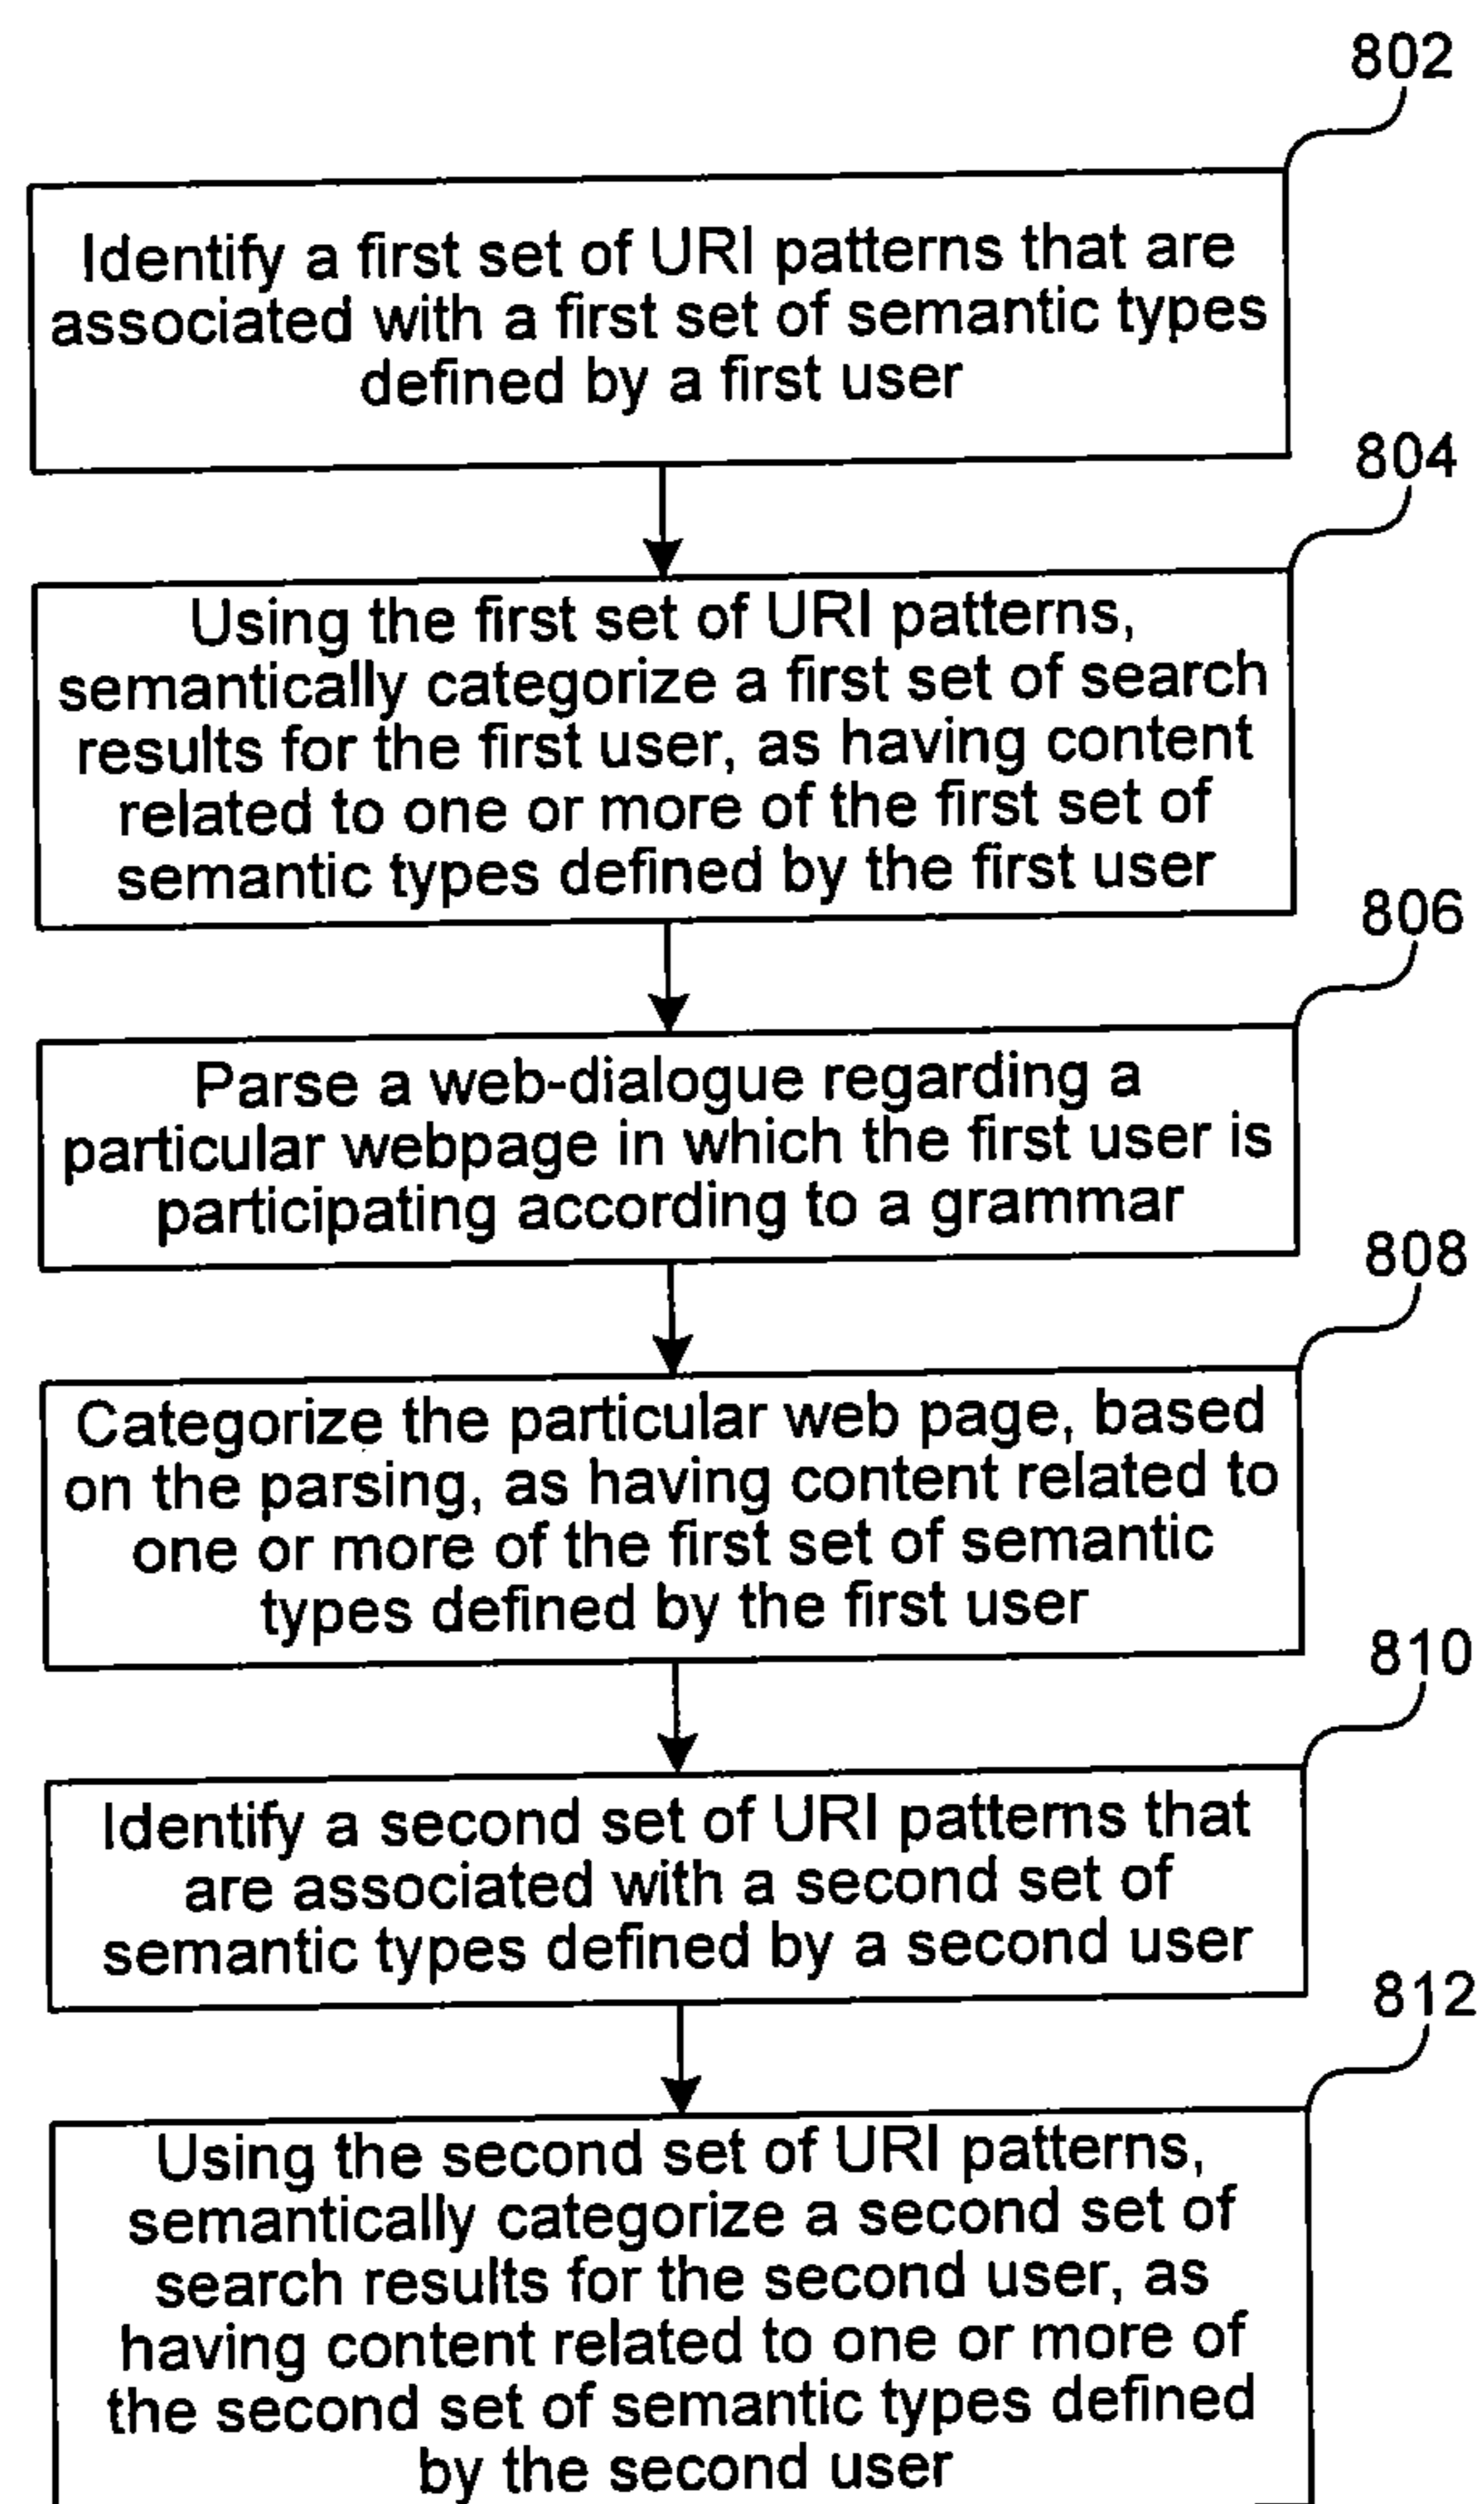 802
Identify a first set of URI patterns that are
associated with a first set of semantic types
defined by a first user
804
Using the first set of URI patterns,
semantically categorize a first set of search
results for the first user, as having content
related to one or more of the first set of
semantic types defined by the first user
806
Parse a web-dialogue regarding a
particular webpage in which the first user is
participating according to a grammar
808
Categorize the particular web page, based
on the parsing, as having content related to
one or more of the first set of semantic
types defined by the first user
810
Identify a second set of URI patterns that
are associated with a second set of
semantic types defined by a second user
812
Using the second set of URI patterns,
semantically categorize a second set of
search results for the second user, as
having content related to one or more of
the second set of semantic types defined
by the second user